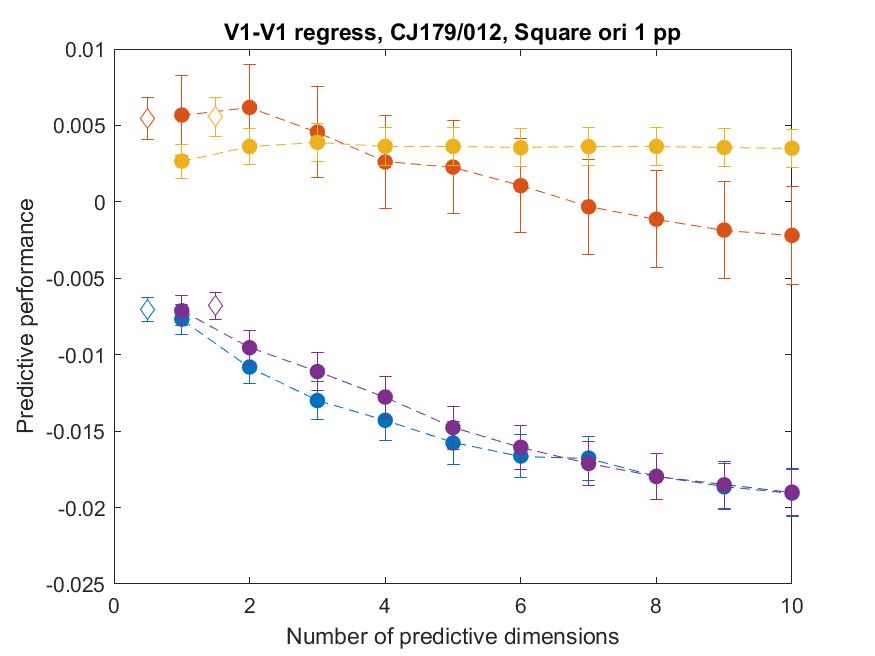 V1-V1 regress, CJ179/012, Square ori 1 pp
0.01
0.005
0
-0.005
-0.01
-0.015
-0.02
-0.025
Predictive performance
0 2 4 6 8 10
Number of predictive dimensions